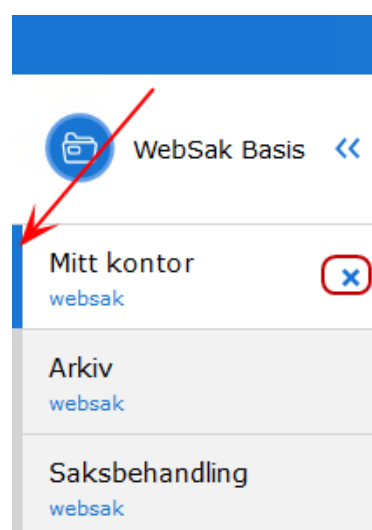 WebSak Basis
Mitt kontor
websak
Arkiv
websak
Saksbehandling
websak